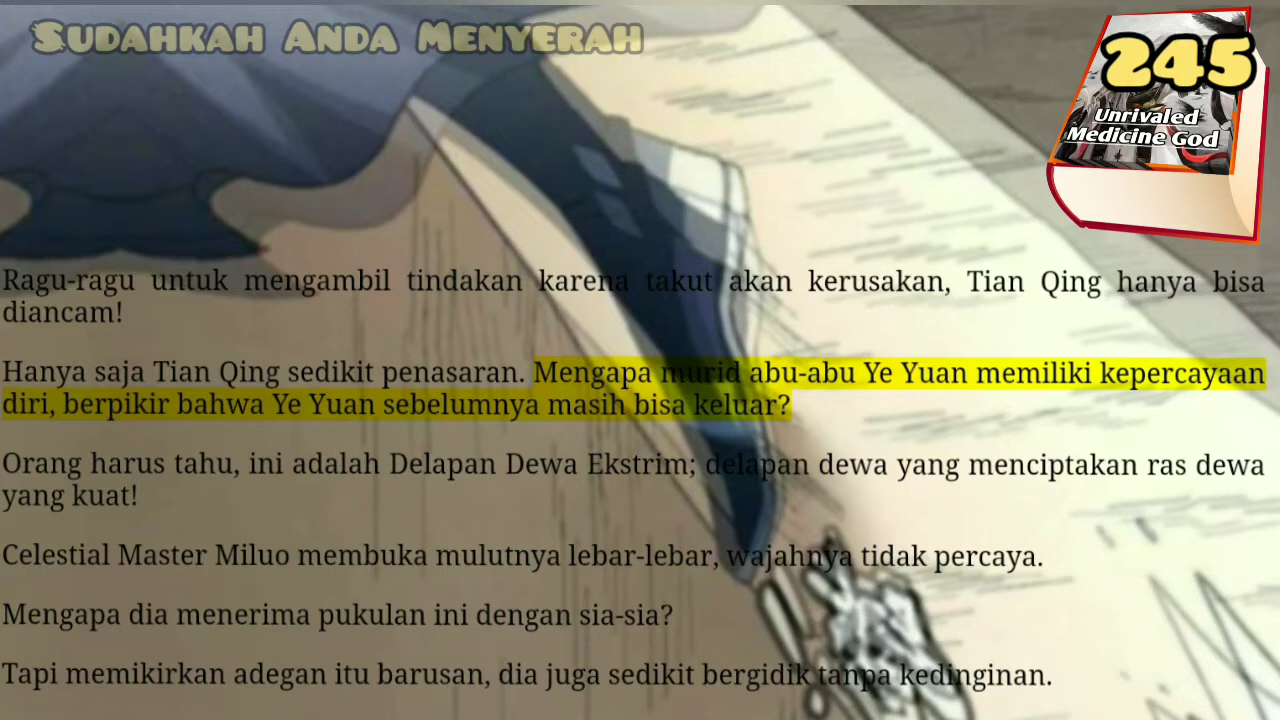 Sudahkah Anda Menyerah
245
Unrivaled
Medicine God
Ragu-ragu untuk mengambil tindakan karena takut akan kerusakan, Tian Qing hanya bisa
diancam!
Hanya saja Tian Qing sedikit penasaran. Mengapa murid abu-abu Ye Yuan memiliki kepercayaan
diri, berpikir bahwa Ye Yuan sebelumnya masih bisa keluar?
Orang harus tahu, ini adalah Delapan Dewa Ekstrim; delapan dewa yang menciptakan ras dewa
yang kuat!
Celestial Master Miluo membuka mulutnya lebar-lebar, wajahnya tidak percaya.
Mengapa dia menerima pukulan ini dengan sia-sia?
Tapi memikirkan adegan itu barusan, dia juga sedikit bergidik tanpa kedinginan.